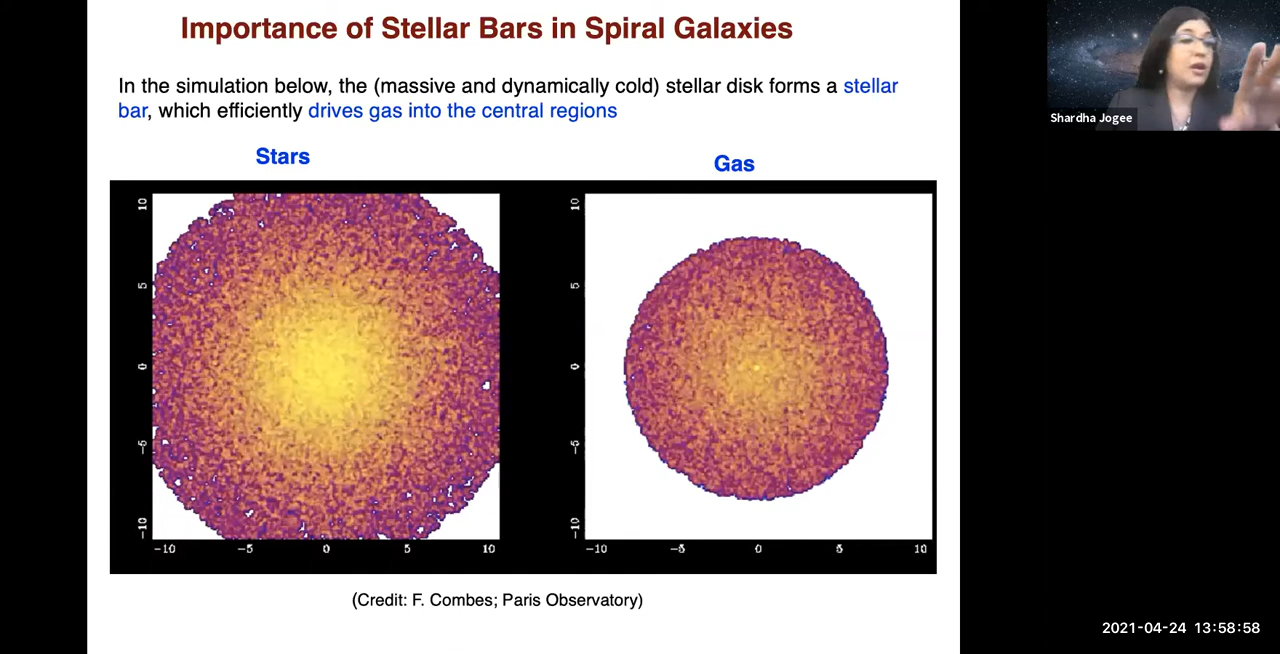 Importance of Stellar Bars in Spiral Galaxies
Shardha Jogee
In the simulation below, the (massive and dynamically cold) stellar disk forms a stellar
bar, which efficiently drives gas into the central regions
Stars
Gas
10
5
0
-5
-10
-10 -5 0 5 10
10
5
0
-5
-10
-10 -5 0 5 10
(Credit: F. Combes; Paris Observatory)
2021-04-24 13:58:58